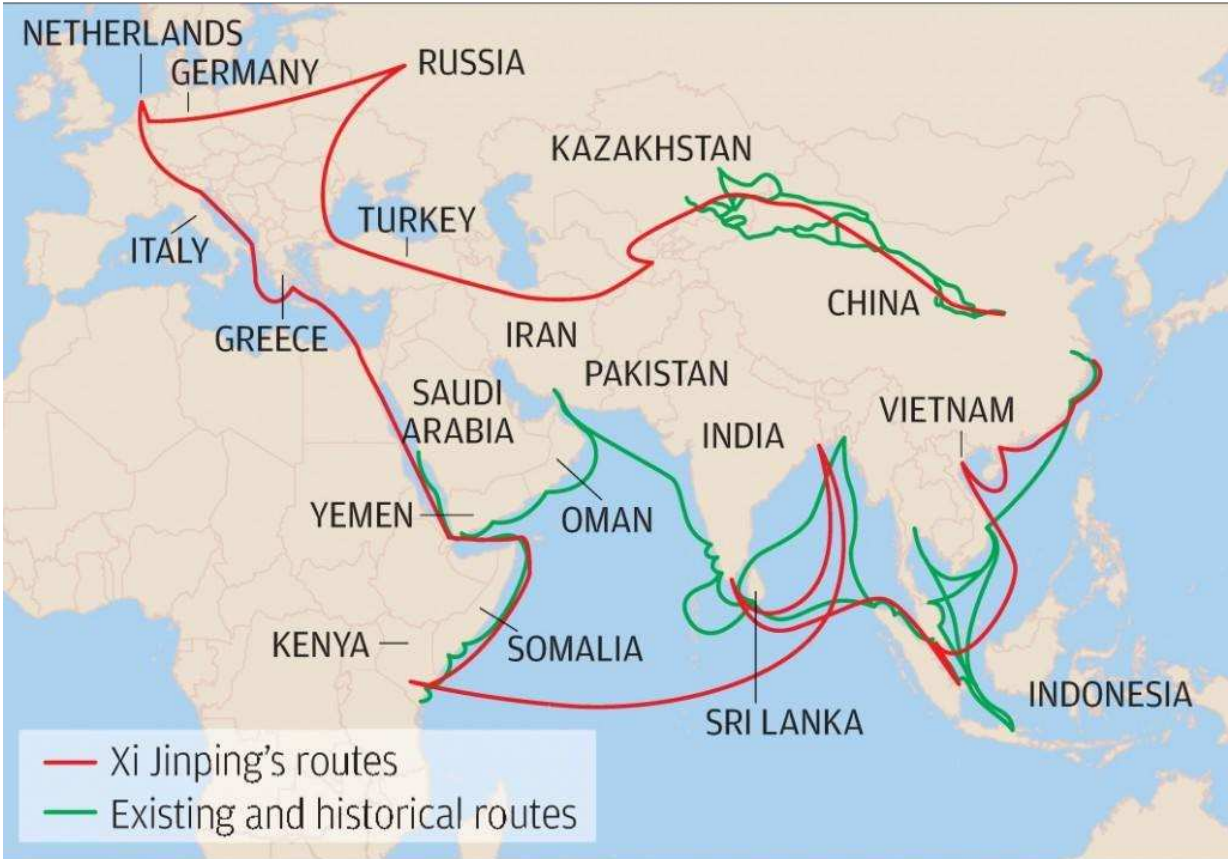 NETHERLANDS
GERMANY
RUSSIA
KAZAKHSTAN
TURKEY
ITALY
CHINA
GREECE
IRAN
PAKISTAN
SAUDI
ARABIA
VIETNAM
INDIA
YEMEN
OMAN
KENYA
SOMALIA
SRI LANKA
INDONESIA
Xi Jinping's routes
Existing and historical routes